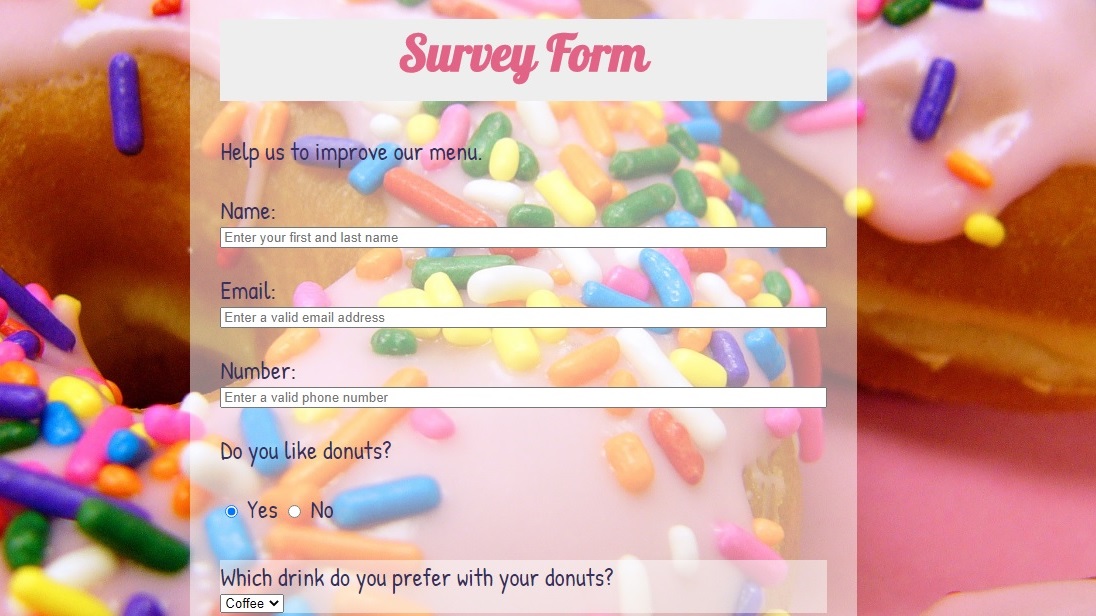 Survey Form
Help us to improve our menu.
Name:
Enter your first and last name
Email:
Enter a valid email address
Number:
Enter a valid phone number
Do you like donuts?
Yes No
Which drink do you prefer with your donuts?
Coffee